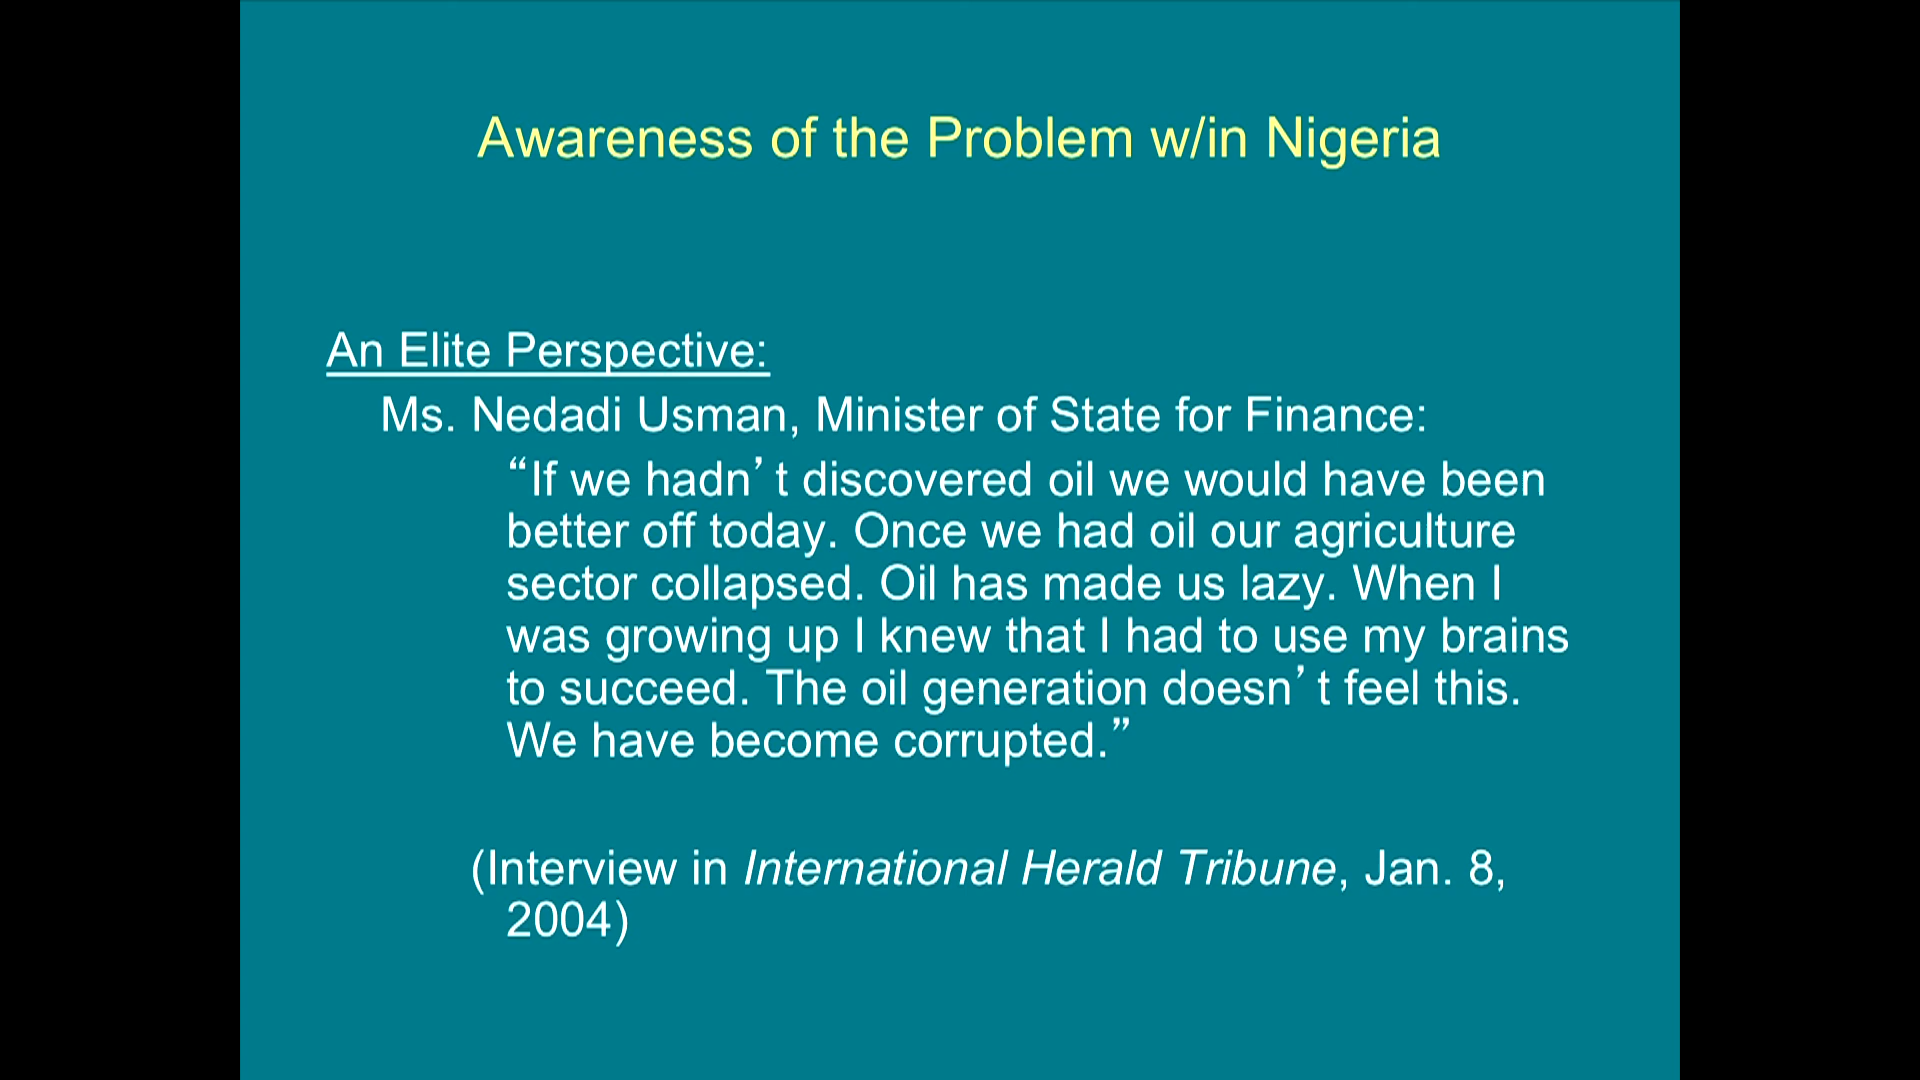 Awareness of the Problem w/in Nigeria
An Elite Perspective:
Ms. Nedadi Usman, Minister of State for Finance:
“If we hadn’t discovered oil we would have been
better off today. Once we had oil our agriculture
sector collapsed. Oil has made us lazy. When I
was growing up I knew that I had to use my brains
to succeed. The oil generation doesn’t feel this.
We have become corrupted.”
(Interview in International Herald Tribune, Jan. 8,
2004)